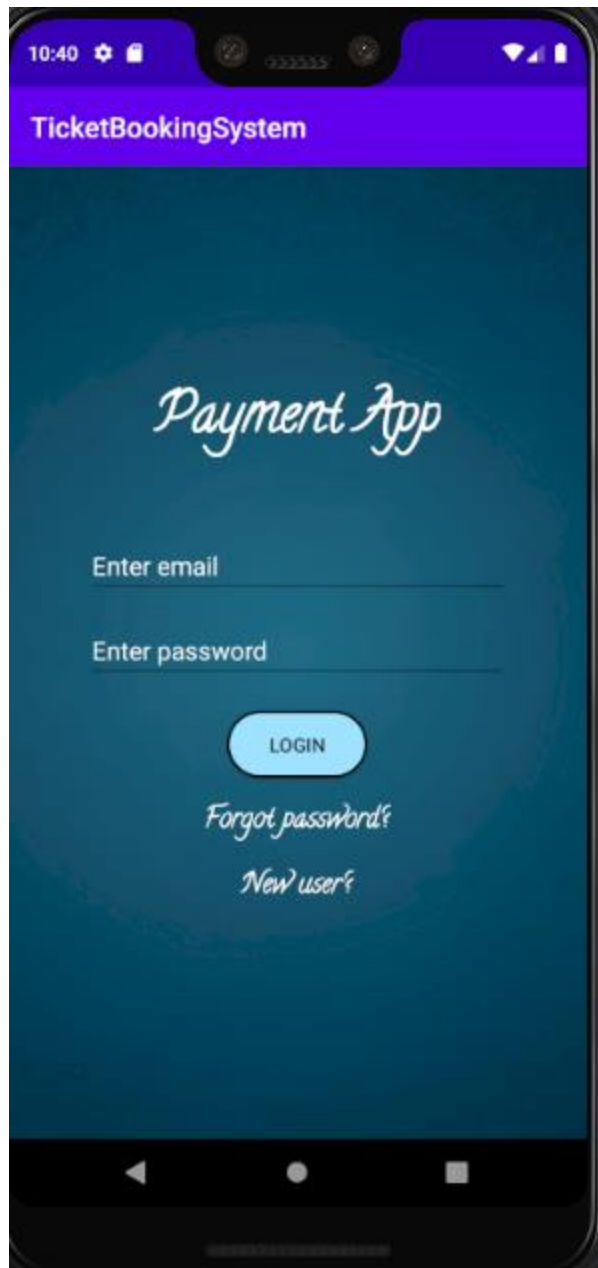 10:40
TicketBookingSystem
Payment App
Enter email
Enter password
LOGIN
Forgot password?
New user?